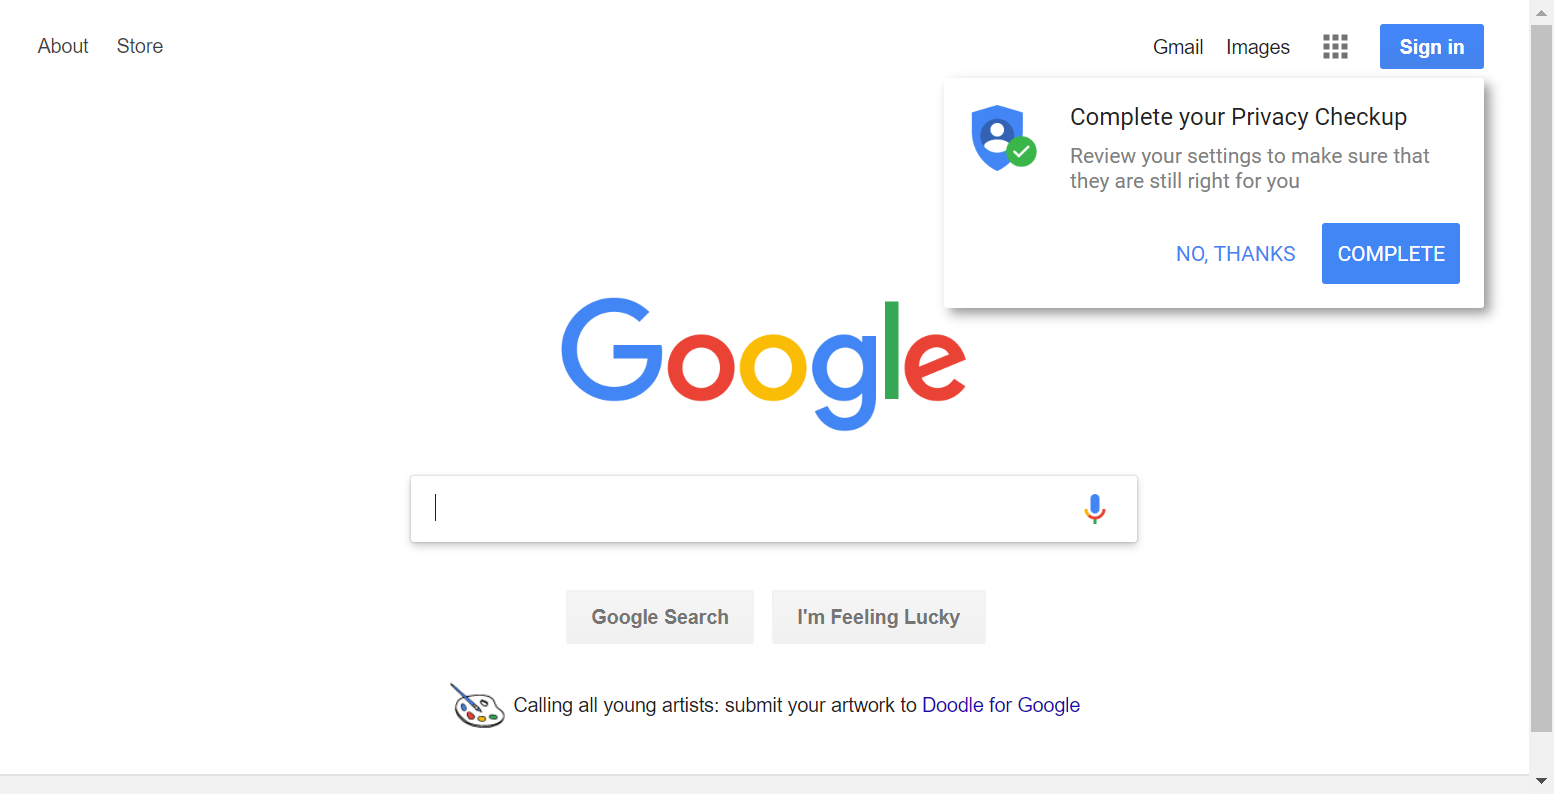 About Store
Gmail Images Sign in
Complete your Privacy Checkup
Review your settings to make sure that
they are still right for you
NO, THANKS COMPLETE
Google
Google Search I'm Feeling Lucky
Calling all young artists: submit your artwork to Doodle for Google